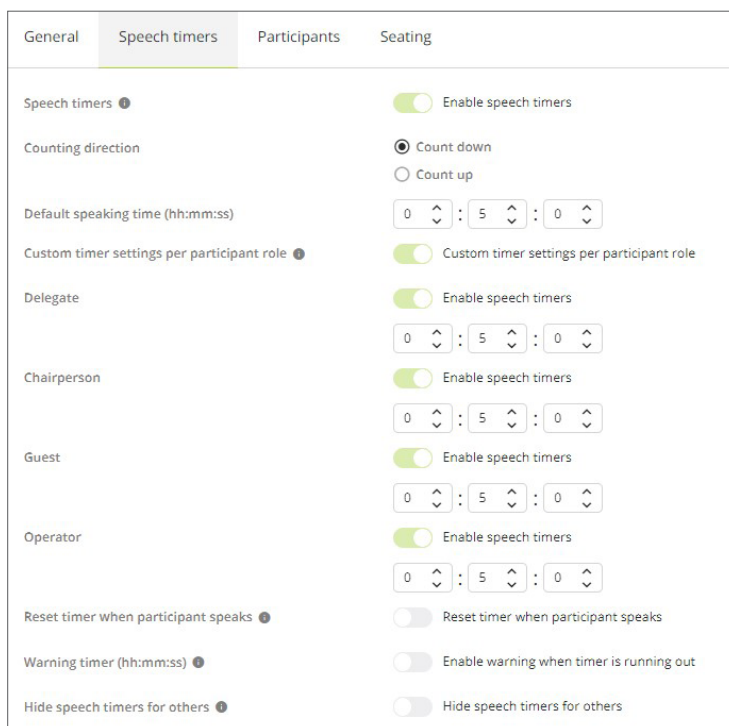 General Speech timers Participants Seating
Speech timers Enable speech timers
Counting direction Count down
Count up
Default speaking time (hh:mm:ss) 0 : 5 : 0
Custom timer settings per participant role Custom timer settings per participant role
Delegate Enable speech timers
0 : 5 : 0
Chairperson Enable speech timers
0 : 5 : 0
Guest Enable speech timers
0 : 5 : 0
Operator Enable speech timers
0 : 5 : 0
Reset timer when participant speaks Reset timer when participant speaks
Warning timer (hh:mm:ss) Enable warning when timer is running out
Hide speech timers for others Hide speech timers for others